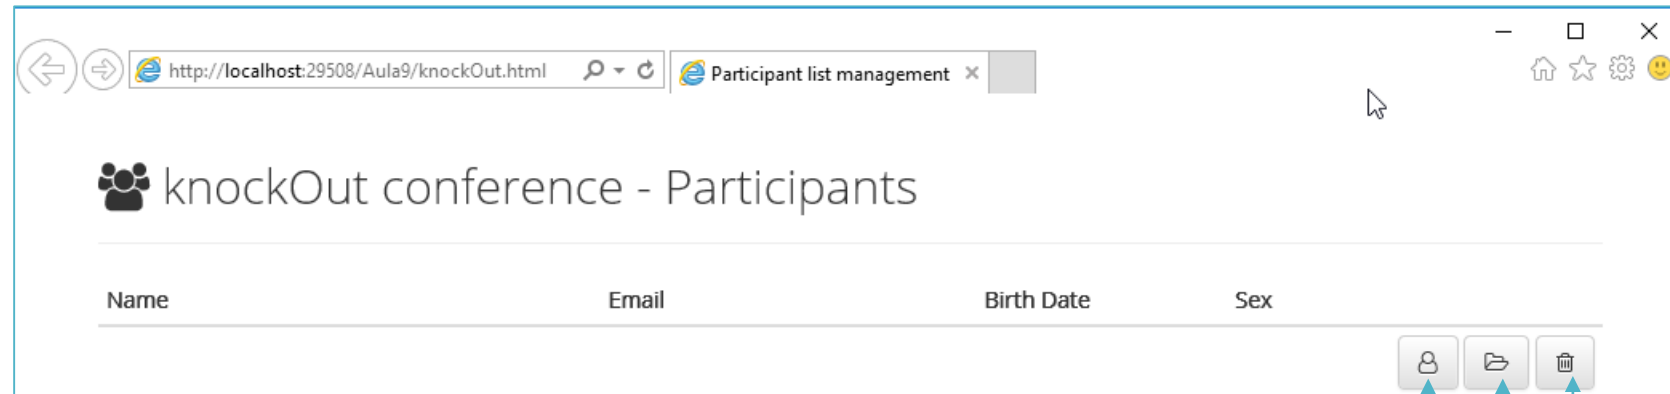 http://localhost:29508/Aula9/knockOut.html
Participant list management
knockOut conference - Participants
Name Email Birth Date Sex